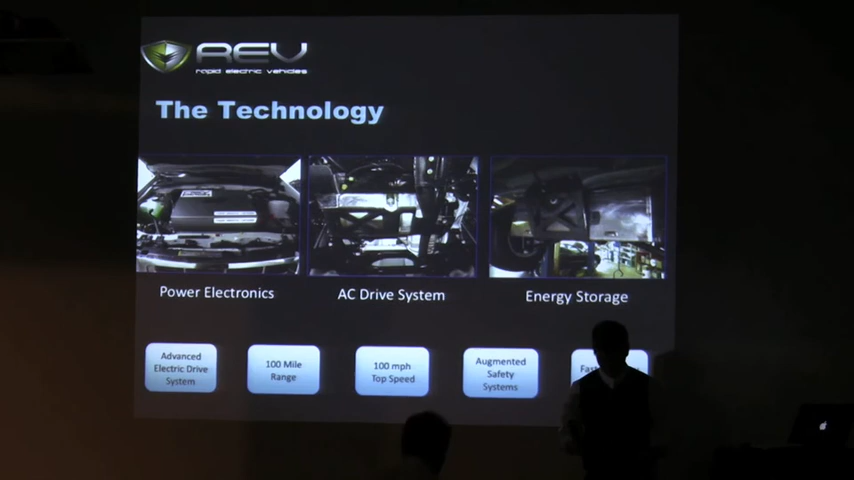 REV
rapid electric vehicles
The Technology
Power Electronics
AC Drive System
Energy Storage
Advanced
Electric Drive
System
100 Mile
Range
100 mph
Top Speed
Augmented
Safety
Systems